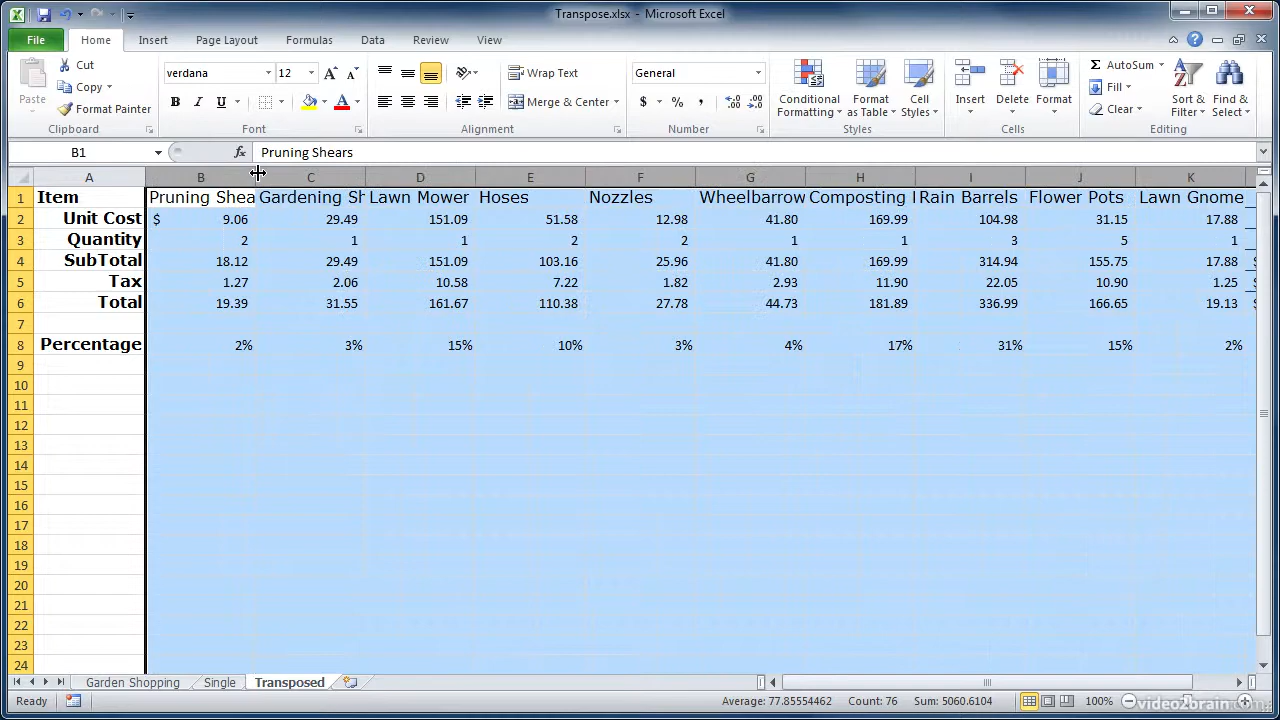 Transpose.xlsx - Microsoft Excel
File Home Insert Page Layout Formulas Data Review View
Paste Cut Copy Format Painter
verdana 12
B I U A
Wrap Text
Merge & Center
General
$ % ,
Conditional Formatting Format as Table Cell Styles
Insert Delete Format
Σ AutoSum Fill Clear
Sort & Filter Find & Select
Clipboard Font Alignment Number Styles Cells Editing
B1 fx Pruning Shears
A B C D E F G H I J K
1 Item Pruning Shea Gardening Sh Lawn Mower Hoses Nozzles Wheelbarrow Composting Rain Barrels Flower Pots Lawn Gnome
2 Unit Cost $ 9.06 29.49 151.09 51.58 12.98 41.80 169.99 104.98 31.15 17.88
3 Quantity 2 1 1 2 2 1 1 3 5 1
4 SubTotal 18.12 29.49 151.09 103.16 25.96 41.80 169.99 314.94 155.75 17.88
5 Tax 1.27 2.06 10.58 7.22 1.82 2.93 11.90 22.05 10.90 1.25
6 Total 19.39 31.55 161.67 110.38 27.78 44.73 181.89 336.99 166.65 19.13
7
8 Percentage 2% 3% 15% 10% 3% 4% 17% 31% 15% 2%
9
10
11
12
13
14
15
16
17
18
19
20
21
22
23
24
Garden Shopping Single Transposed
Ready Average: 77.85554462 Count: 76 Sum: 5060.6104 100%
video2brain.com